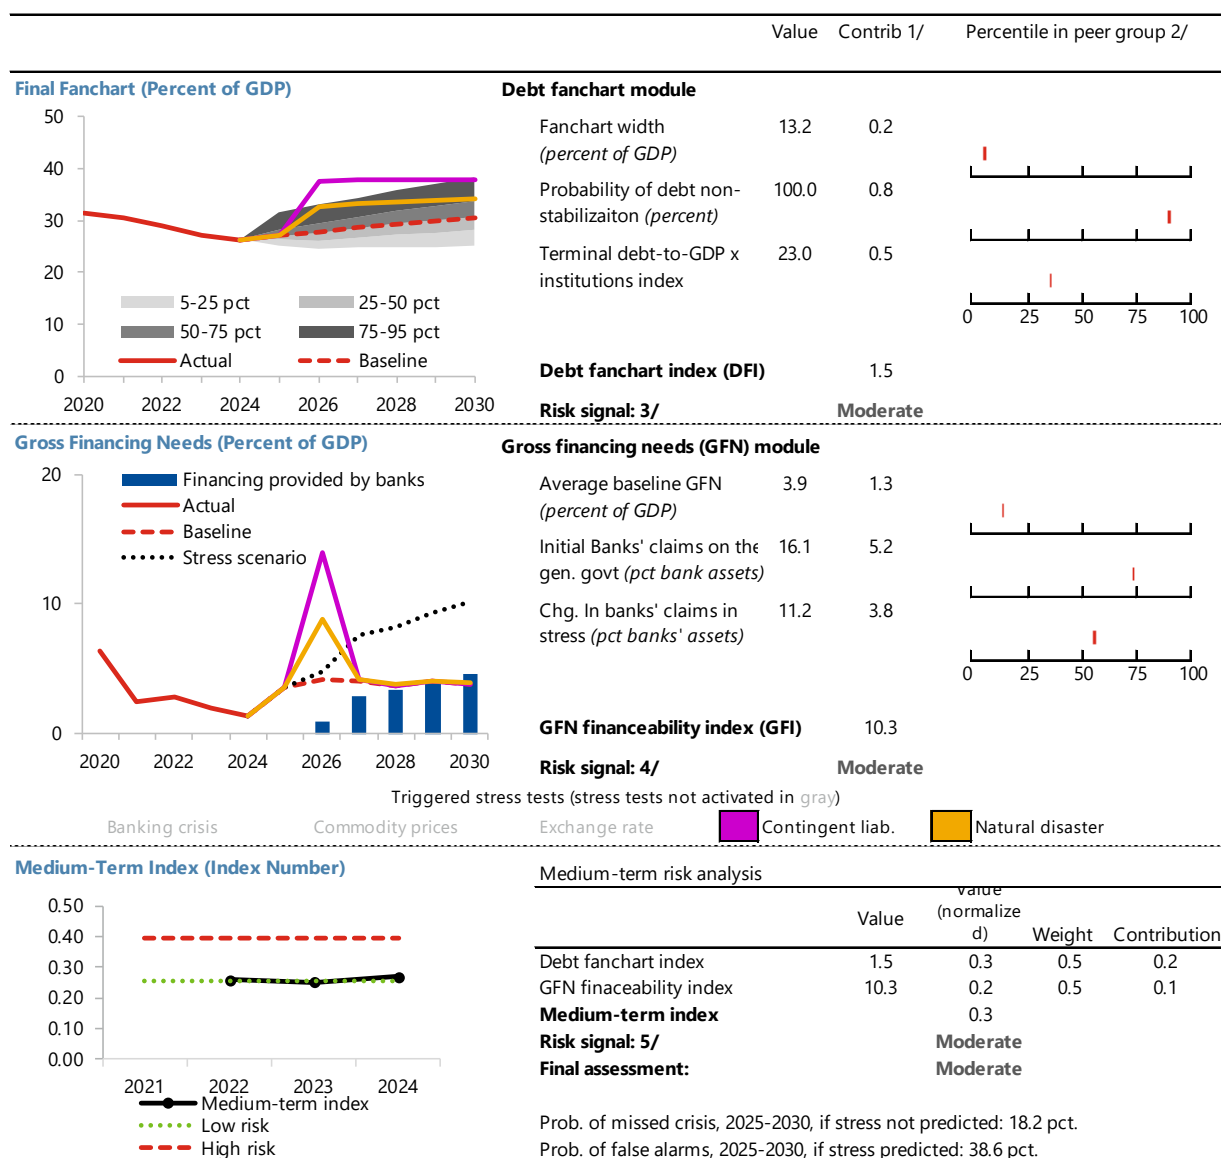 Value Contrib 1/ Percentile in peer group 2/
Final Fanchart (Percent of GDP)
50
40
30
20
10
0
5-25 pct 25-50 pct
50-75 pct 75-95 pct
Actual Baseline
2020 2022 2024 2026 2028 2030
Debt fanchart module
Fanchart width 13.2 0.2
(percent of GDP)
Probability of debt non- 100.0 0.8
stabilizaiton (percent)
Terminal debt-to-GDP x 23.0 0.5
institutions index
0 25 50 75 100
Debt fanchart index (DFI) 1.5
Risk signal: 3/ Moderate
Gross Financing Needs (Percent of GDP)
20
10
0
Financing provided by banks
Actual
Baseline
Stress scenario
2020 2022 2024 2026 2028 2030
Gross financing needs (GFN) module
Average baseline GFN 3.9 1.3
(percent of GDP)
Initial Banks' claims on the 16.1 5.2
gen. govt (pct bank assets)
Chg. In banks' claims in 11.2 3.8
stress (pct banks' assets)
0 25 50 75 100
GFN financeability index (GFI) 10.3
Risk signal: 4/ Moderate
Triggered stress tests (stress tests not activated in gray)
Banking crisis Commodity prices Exchange rate Contingent liab. Natural disaster
Medium-Term Index (Index Number)
0.50
0.40
0.30
0.20
0.10
0.00
2021 2022 2023 2024
Medium-term index
Low risk
High risk
Medium-term risk analysis
Value
Value (normalize
d) Weight Contribution
Debt fanchart index 1.5 0.3 0.5 0.2
GFN finaceability index 10.3 0.2 0.5 0.1
Medium-term index 0.3
Risk signal: 5/ Moderate
Final assessment: Moderate
Prob. of missed crisis, 2025-2030, if stress not predicted: 18.2 pct.
Prob. of false alarms, 2025-2030, if stress predicted: 38.6 pct.